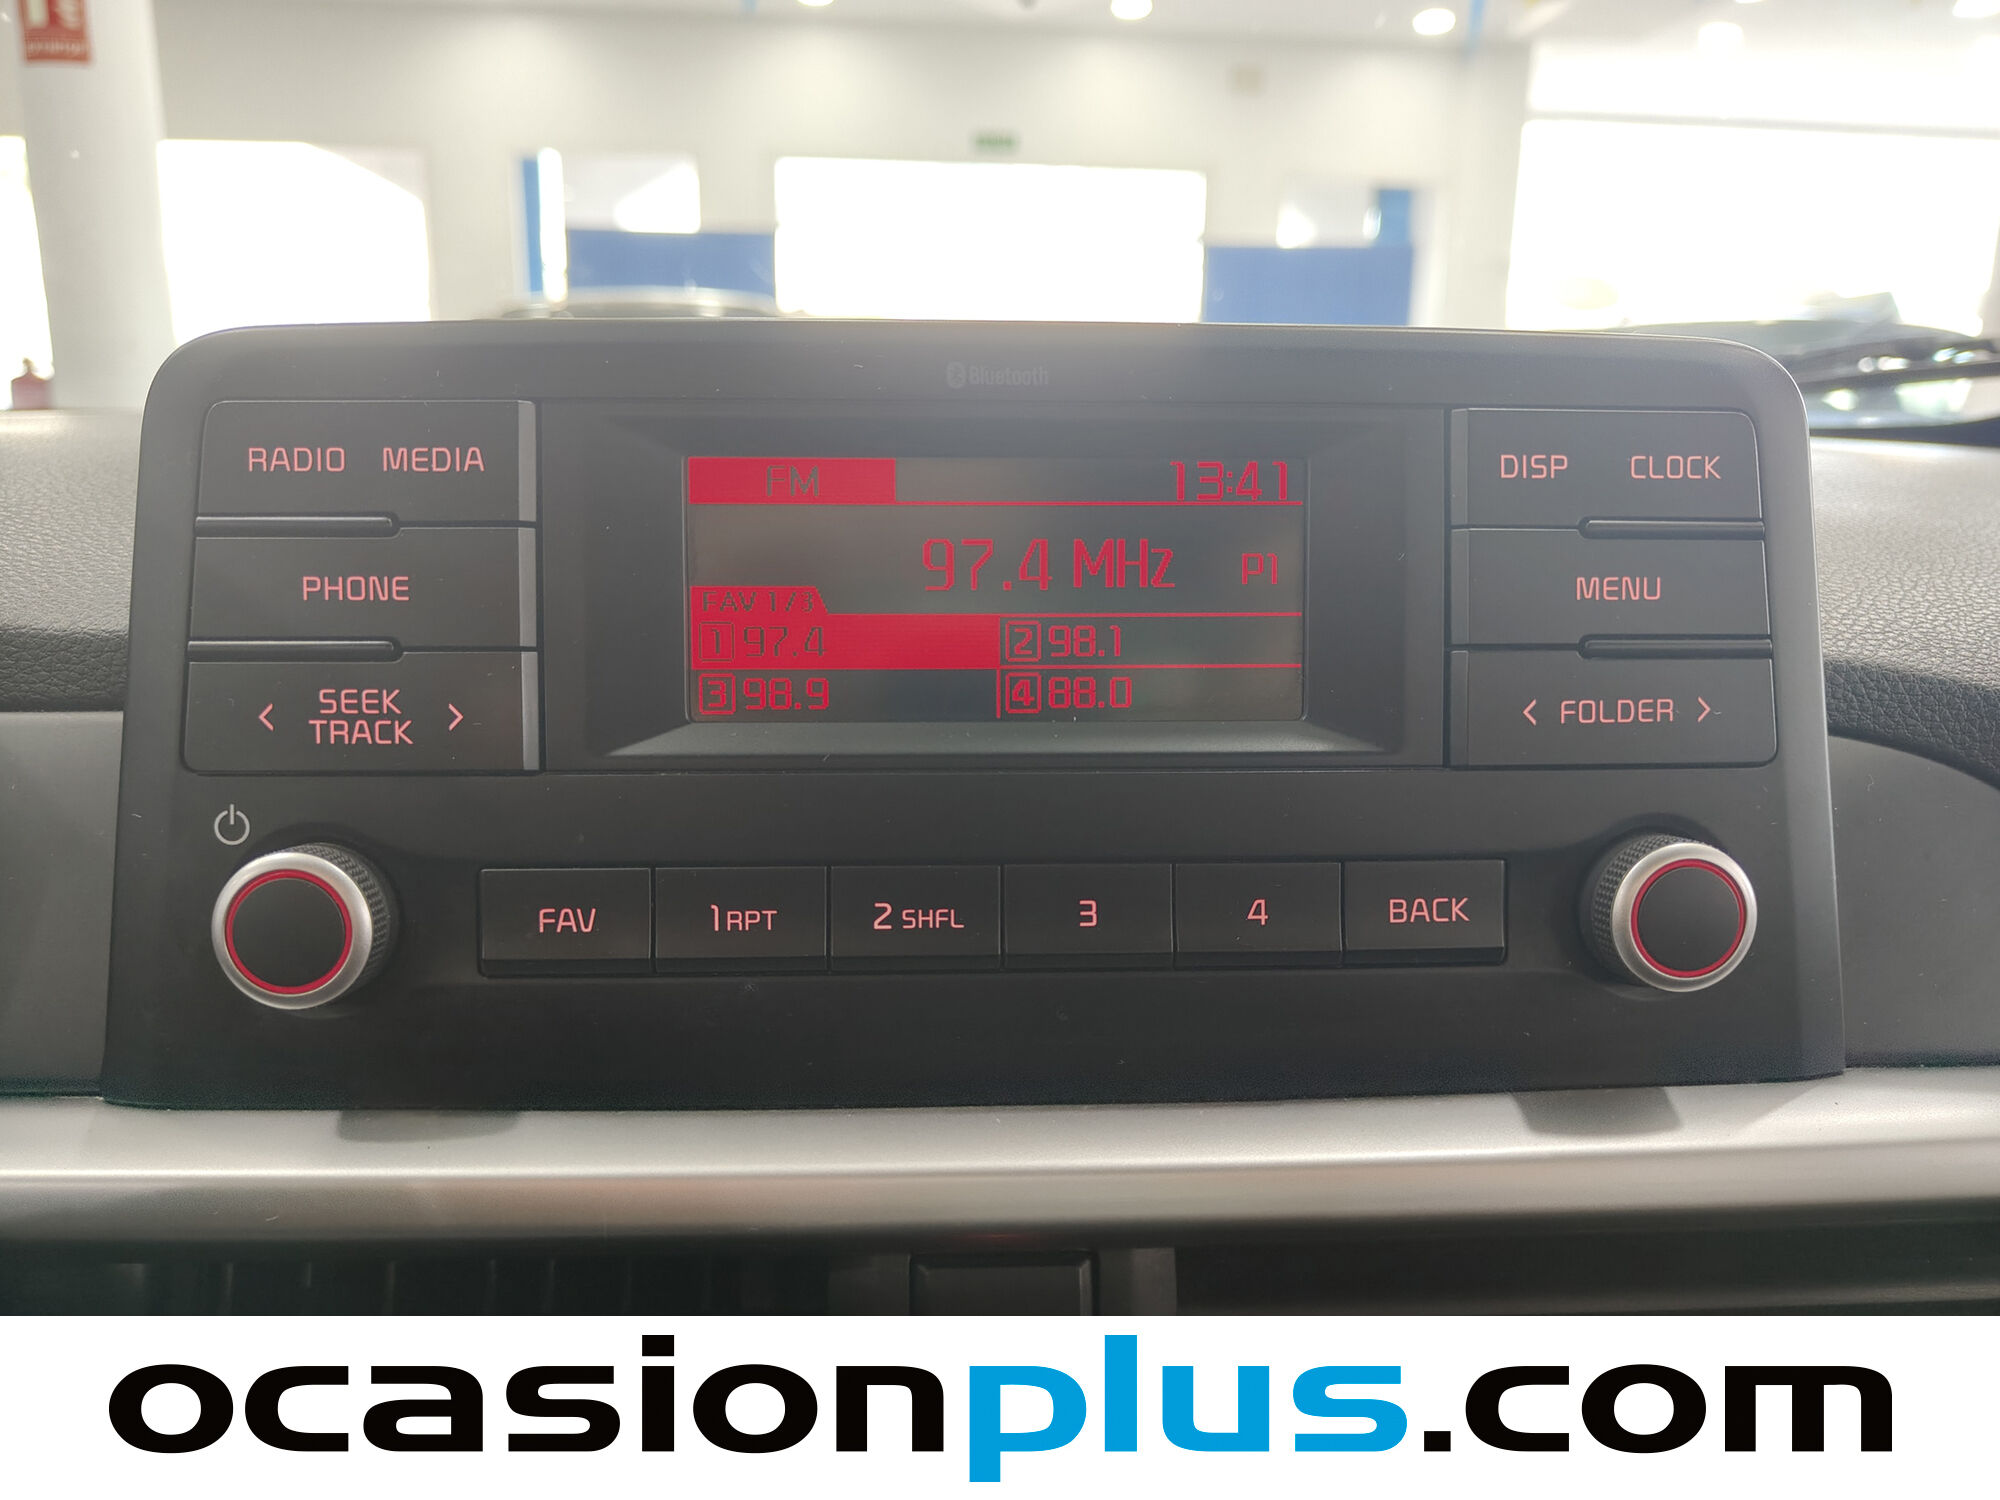 Bluetooth
RADIO MEDIA
PHONE
< SEEK TRACK >
FM 13:41
97.4 MHz P1
FAV 1/3
1 97.4 2 98.1
3 98.9 4 88.0
DISP CLOCK
MENU
< FOLDER >
FAV 1 RPT 2 SHFL 3 4 BACK
ocasionplus.com